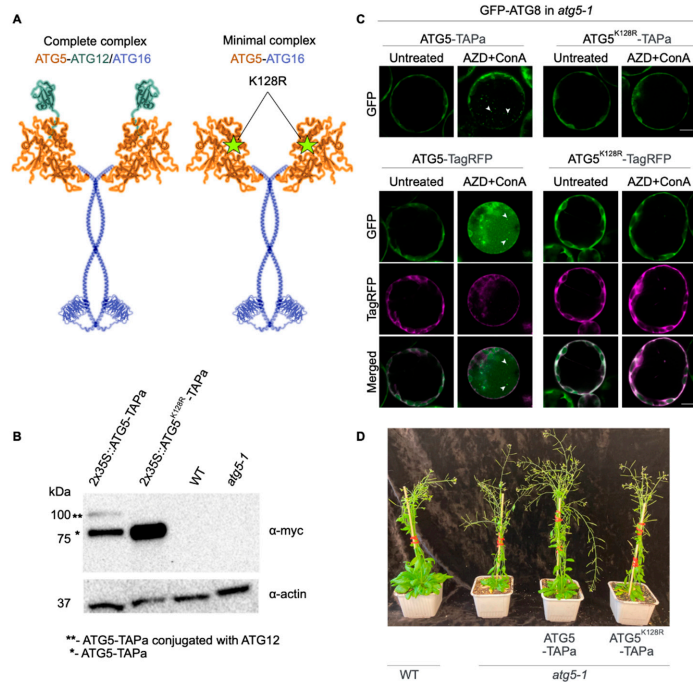 A
Complete complex
ATG5-ATG12/ATG16
Minimal complex
ATG5-ATG16
K128R
B
2x35S::ATG5-TAPa
2x35S::ATG5K128R-TAPa
WT
atg5-1
kDa
100
**
75
*
α-myc
37
α-actin
**- ATG5-TAPa conjugated with ATG12
*- ATG5-TAPa
C
GFP-ATG8 in atg5-1
ATG5-TAPa
ATG5K128R-TAPa
Untreated
AZD+ConA
Untreated
AZD+ConA
GFP
ATG5-TagRFP
ATG5K128R-TagRFP
Untreated
AZD+ConA
Untreated
AZD+ConA
GFP
TagRFP
Merged
D
ATG5
-TAPa
ATG5K128R
-TAPa
WT
atg5-1